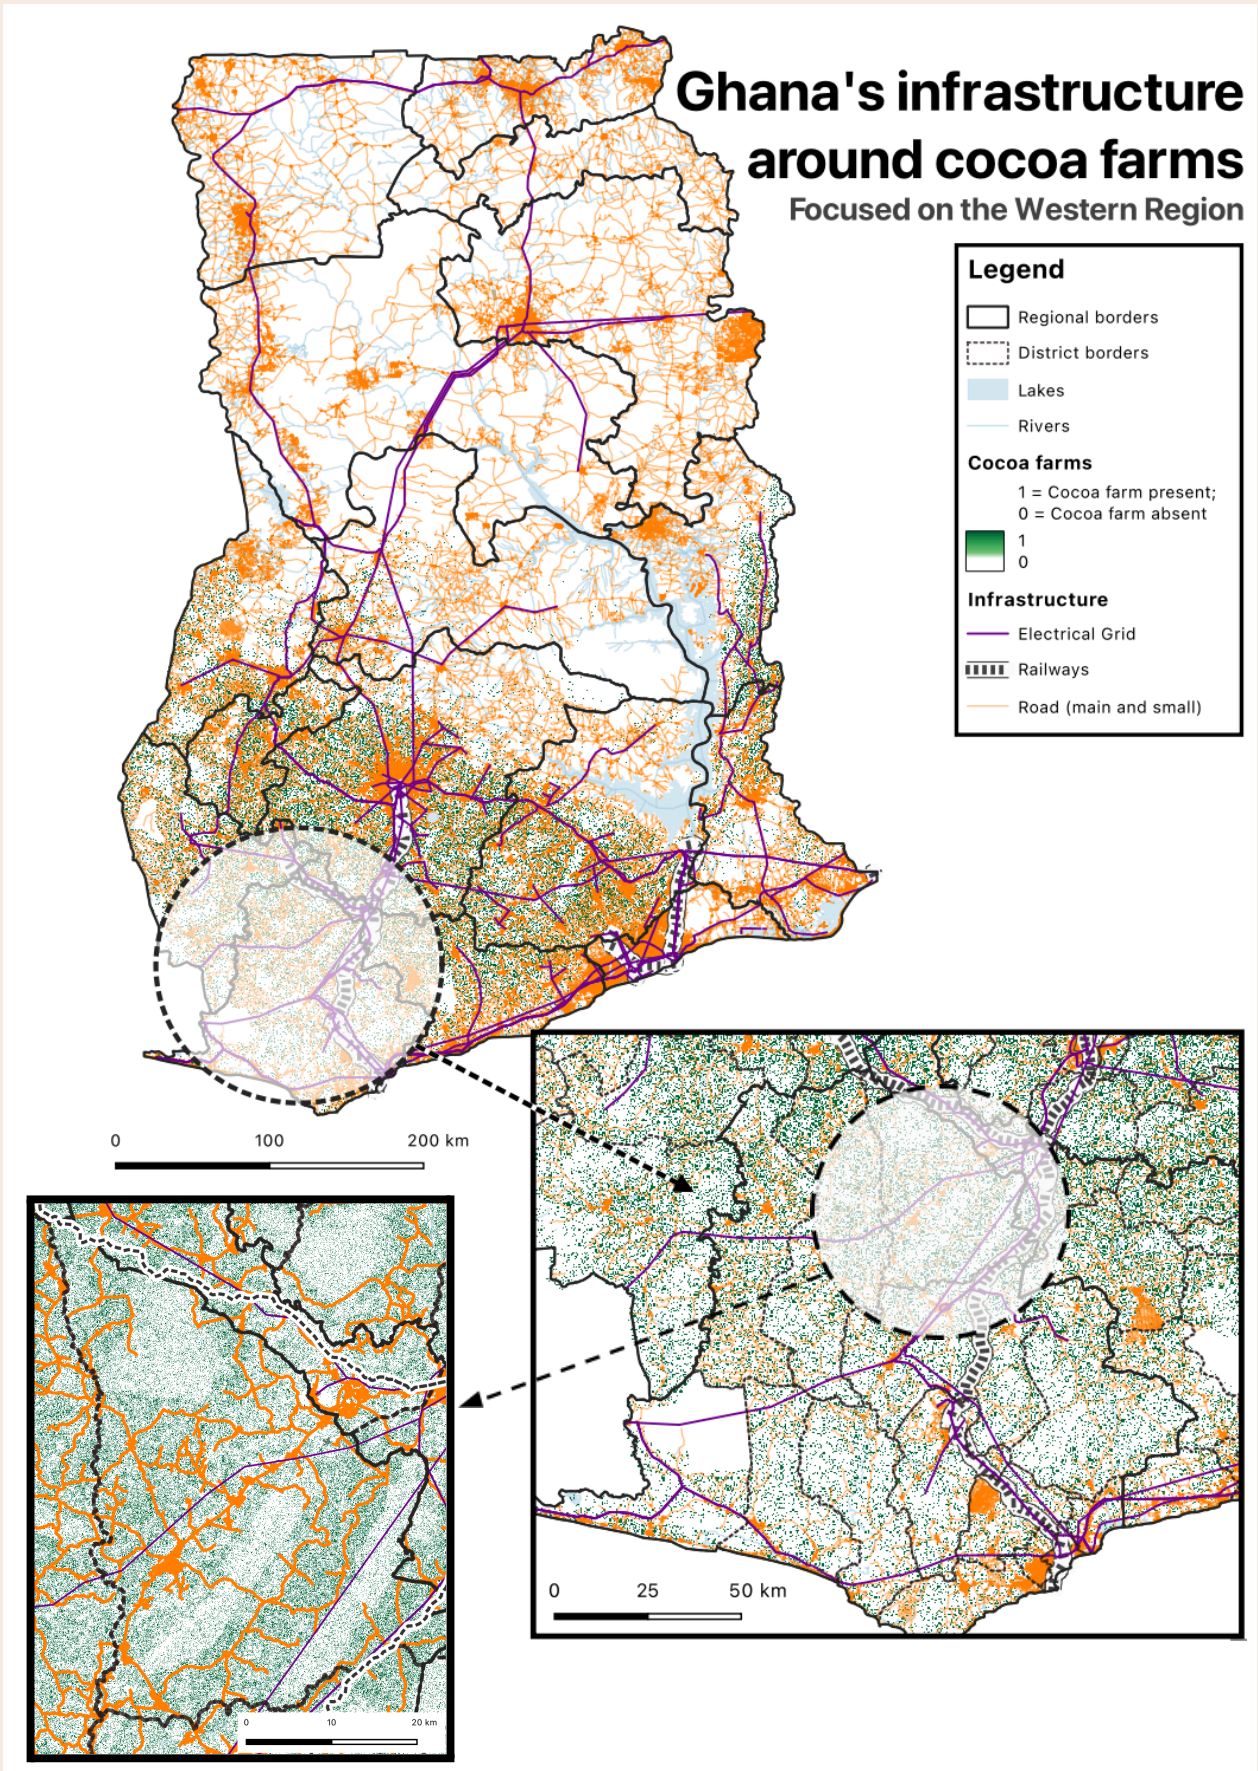 Ghana's infrastructure
around cocoa farms
Focused on the Western Region
Legend
Regional borders
District borders
Lakes
Rivers
Cocoa farms
1 = Cocoa farm present;
0 = Cocoa farm absent
1
0
Infrastructure
Electrical Grid
Railways
Road (main and small)
0 100 200 km
0 25 50 km
0 10 20 km